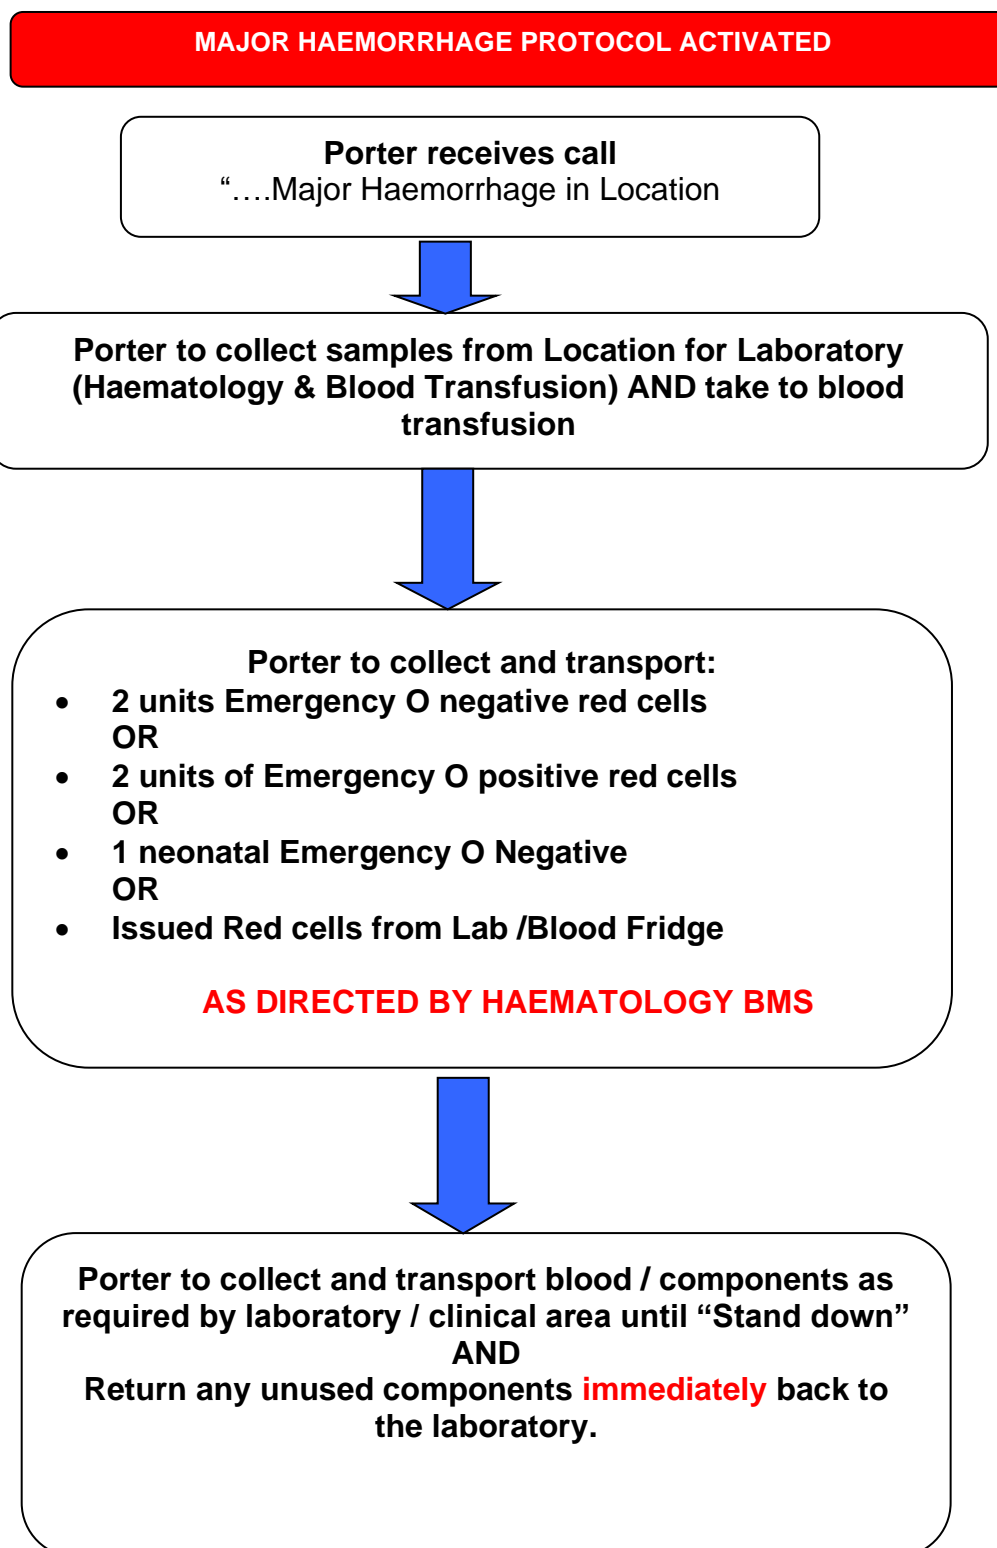 MAJOR HAEMORRHAGE PROTOCOL ACTIVATED
Porter receives call
“….Major Haemorrhage in Location
Porter to collect samples from Location for Laboratory
(Haematology & Blood Transfusion) AND take to blood
transfusion
Porter to collect and transport:
• 2 units Emergency O negative red cells
OR
• 2 units of Emergency O positive red cells
OR
• 1 neonatal Emergency O Negative
OR
• Issued Red cells from Lab /Blood Fridge
AS DIRECTED BY HAEMATOLOGY BMS
Porter to collect and transport blood / components as
required by laboratory / clinical area until “Stand down”
AND
Return any unused components immediately back to
the laboratory.